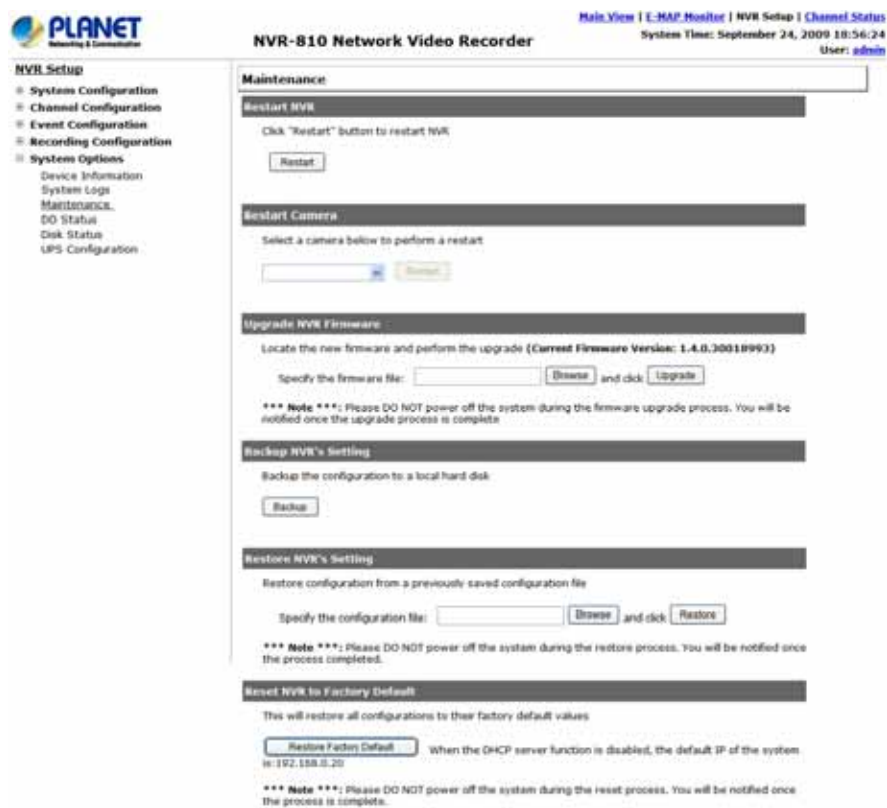 PLANET
Networking & Communication
NVR-810 Network Video Recorder
Main View | E-MAP Monitor | NVR Setup | Channel Status
System Time: September 24, 2009 18:56:24
User: admin
NVR Setup
System Configuration
Channel Configuration
Event Configuration
Recording Configuration
System Options
Device Information
System Logs
Maintenance
DO Status
Disk Status
UPS Configuration
Maintenance
Restart NVR
Click "Restart" button to restart NVR
Restart
Restart Camera
Select a camera below to perform a restart
Restart
Upgrade NVR Firmware
Locate the new firmware and perform the upgrade (Current Firmware Version: 1.4.0.30018993)
Specify the firmware file: Browse and click Upgrade
*** Note ***: Please DO NOT power off the system during the firmware upgrade process. You will be
notified once the upgrade process is complete
Backup NVR's Setting
Backup the configuration to a local hard disk
Backup
Restore NVR's Setting
Restore configuration from a previously saved configuration file
Specify the configuration file: Browse and click Restore
*** Note ***: Please DO NOT power off the system during the restore process. You will be notified once
the process completed.
Reset NVR to Factory Default
This will restore all configurations to their factory default values
Restore Factory Default When the DHCP server function is disabled, the default IP of the system
is:192.168.0.20
*** Note ***: Please DO NOT power off the system during the reset process. You will be notified once
the process is complete.